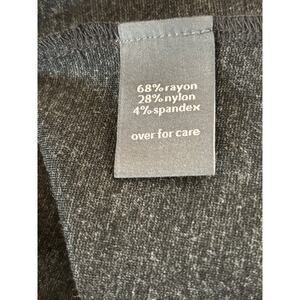 68% rayon
28% nylon
4% spandex
over for care